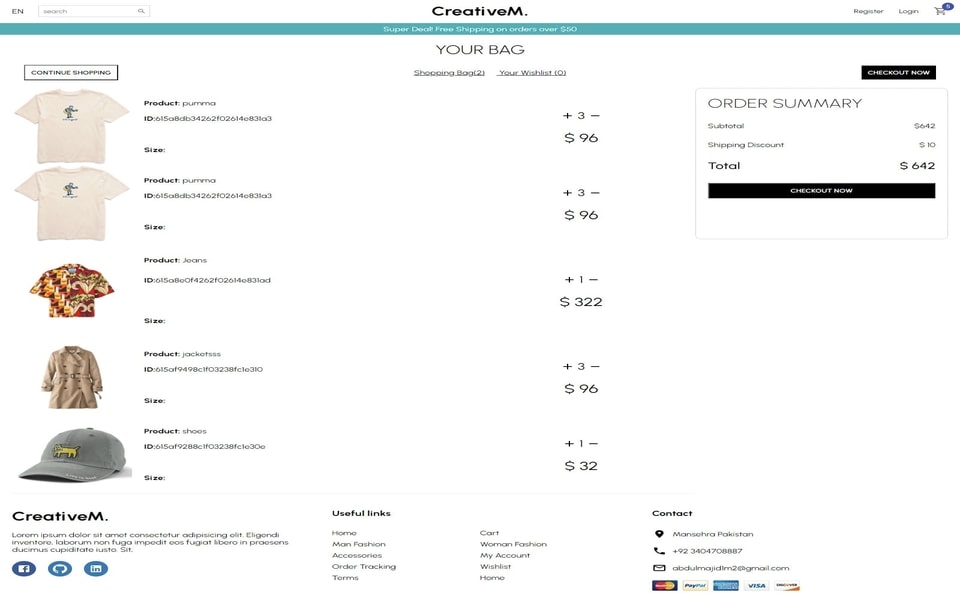 EN
search
CreativeM.
Register
Login
5
Super Deal! Free Shipping on orders over $50
YOUR BAG
CONTINUE SHOPPING
Shopping Bag(2)
Your Wishlist (0)
CHECKOUT NOW
Product: pumma
ID:615a8db34262f02614e831a3
Size:
+ 3 −
$ 96
Product: pumma
ID:615a8db34262f02614e831a3
Size:
+ 3 −
$ 96
Product: Jeans
ID:615a8e0f4262f02614e831ad
Size:
+ 1 −
$ 322
Product: jacketsss
ID:615af9498c1f03238fc1e310
Size:
+ 3 −
$ 96
Product: shoes
ID:615af9288c1f03238fc1e30e
Size:
+ 1 −
$ 32
ORDER SUMMARY
Subtotal $642
Shipping Discount $ 10
Total $ 642
CHECKOUT NOW
CreativeM.
Lorem ipsum dolor sit amet consectetur adipisicing elit. Eligendi
inventore, laborum non fuga impedit eos fugiat libero in praesens
ducimus cupiditate iusto. Sit.
Useful links
Home
Man Fashion
Accessories
Order Tracking
Terms
Cart
Woman Fashion
My Account
Wishlist
Home
Contact
Mansehra Pakistan
+92 3404708887
abdulmajid1m2@gmail.com
PayPal
VISA
DISCOVER